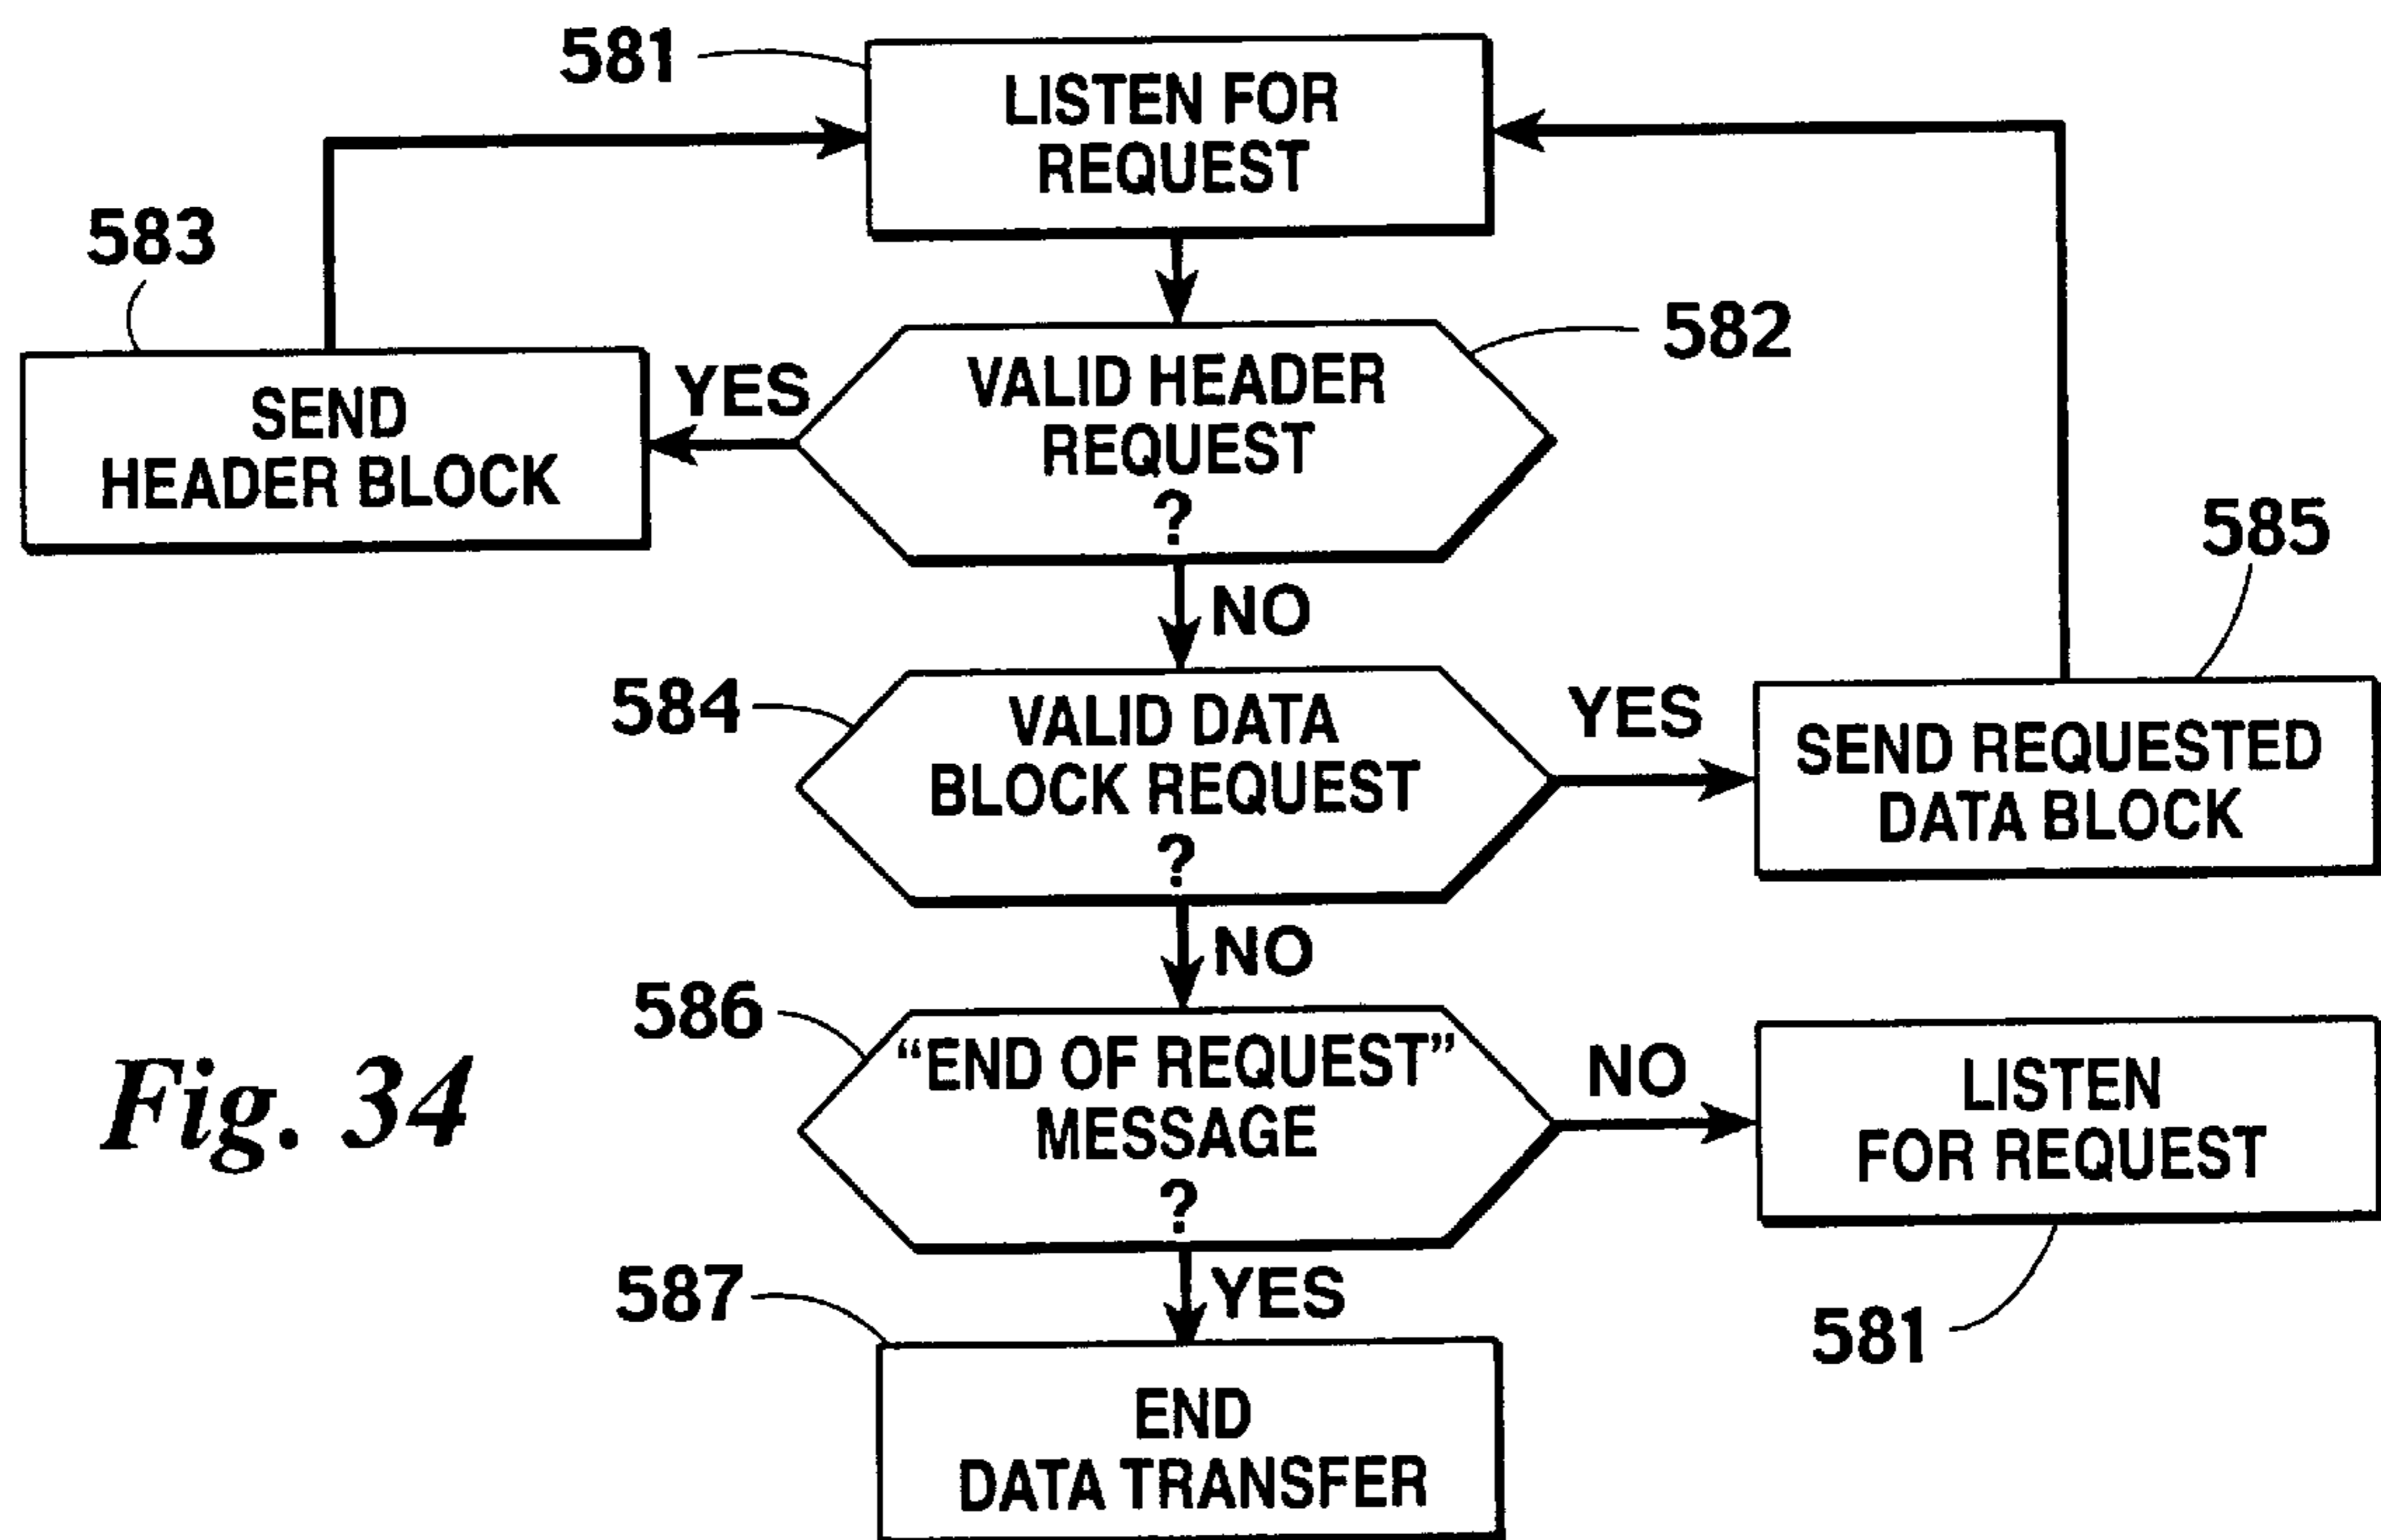 581
LISTEN FOR
REQUEST
583
582
SEND
HEADER BLOCK
YES
VALID HEADER
REQUEST
?
NO
585
584
VALID DATA
BLOCK REQUEST
?
YES
SEND REQUESTED
DATA BLOCK
NO
586
“END OF REQUEST”
MESSAGE
?
NO
LISTEN
FOR REQUEST
Fig. 34
587
YES
581
END
DATA TRANSFER